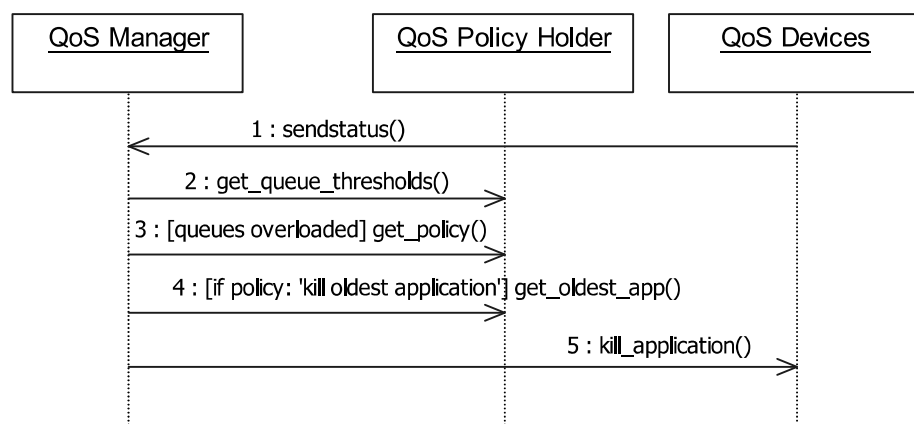 QoS Manager
QoS Policy Holder
QoS Devices
1 : sendstatus()
2 : get_queue_thresholds()
3 : [queues overloaded] get_policy()
4 : [if policy: 'kill oldest application'] get_oldest_app()
5 : kill_application()